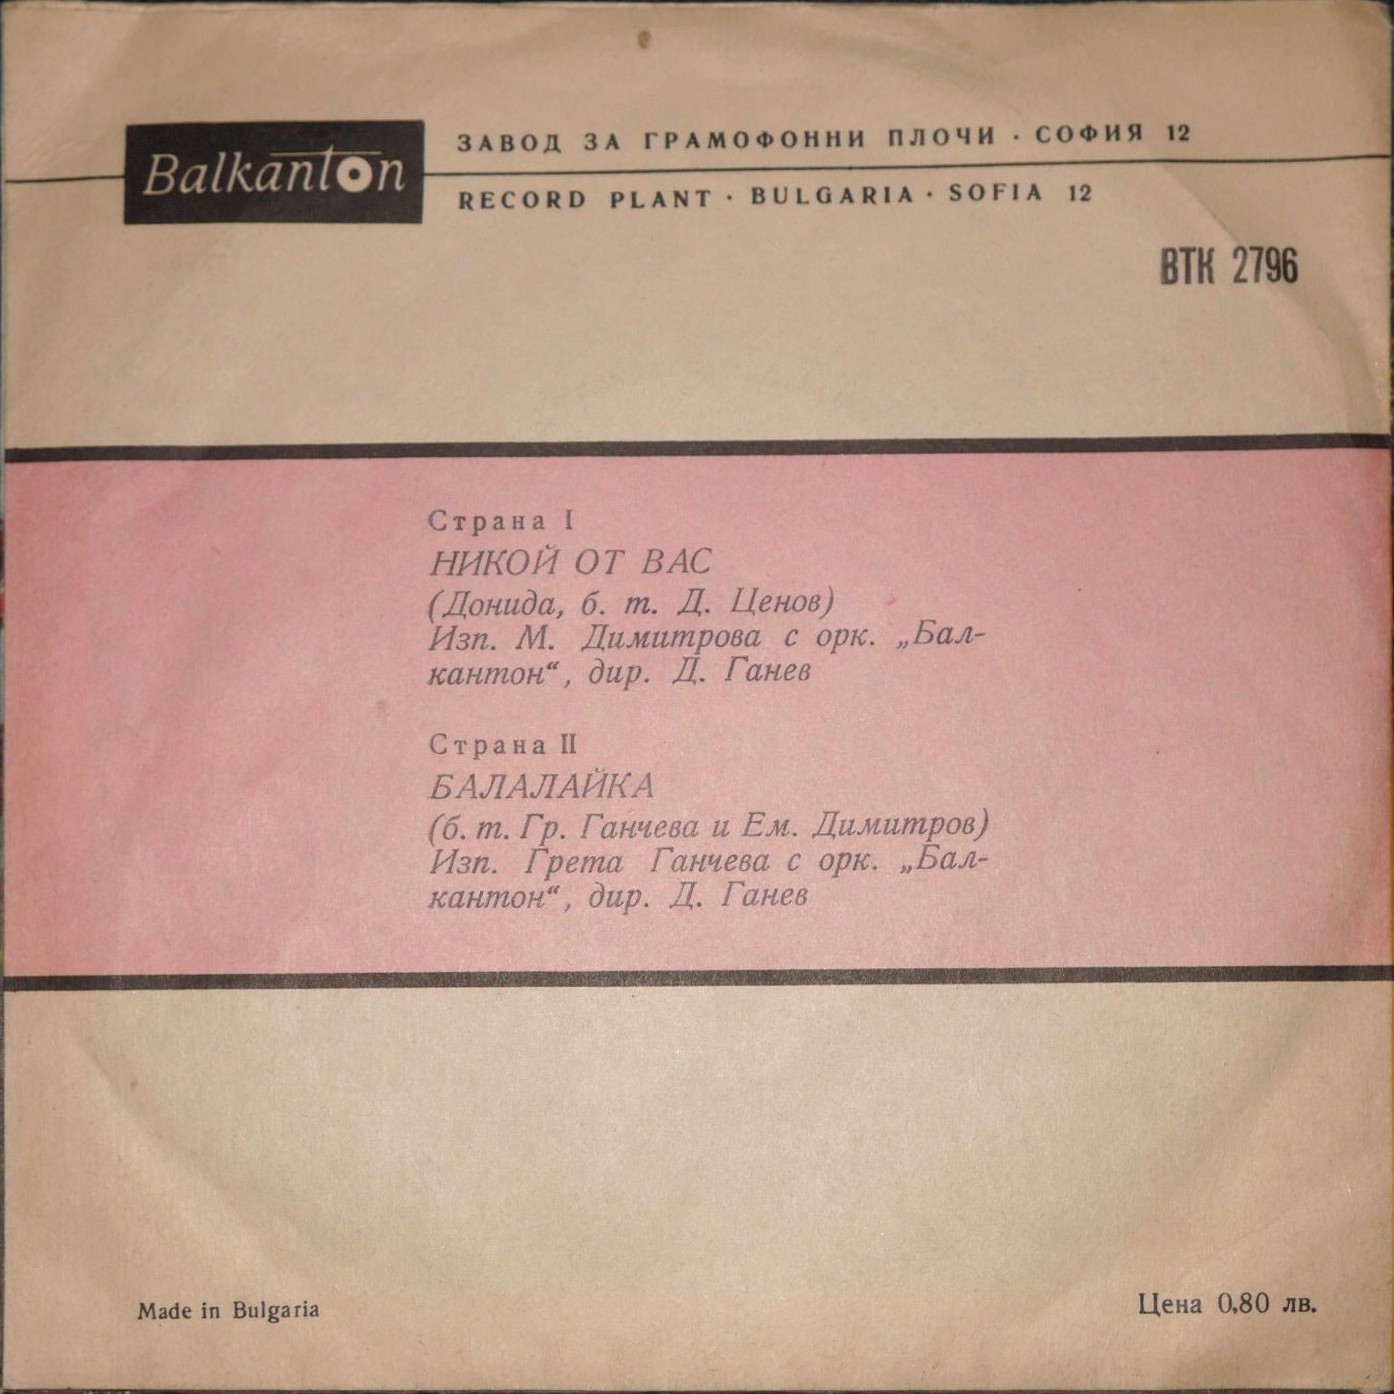 Balkanton
ЗАВОД ЗА ГРАМОФОННИ ПЛОЧИ · СОФИЯ 12
RECORD PLANT · BULGARIA · SOFIA 12
ВТК 2796
Страна I
НИКОЙ ОТ ВАС
(Донида, б. т. Д. Ценов)
Изп. М. Димитрова с орк. „Бал-
кантон“, дир. Д. Ганев
Страна II
БАЛАЛАЙКА
(б. т. Гр. Ганчева и Ем. Димитров)
Изп. Грета Ганчева с орк. „Бал-
кантон“, дир. Д. Ганев
Made in Bulgaria
Цена 0,80 лв.